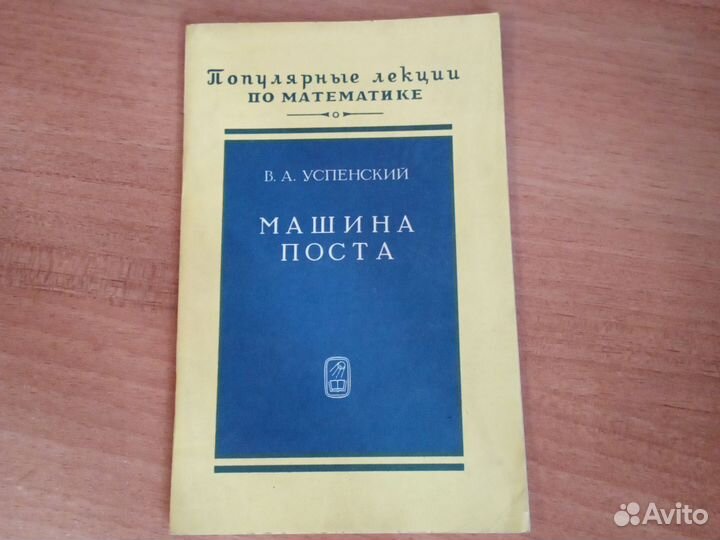 Популярные лекции
ПО МАТЕМАТИКЕ
В. А. УСПЕНСКИЙ
МАШИНА
ПОСТА
Avito